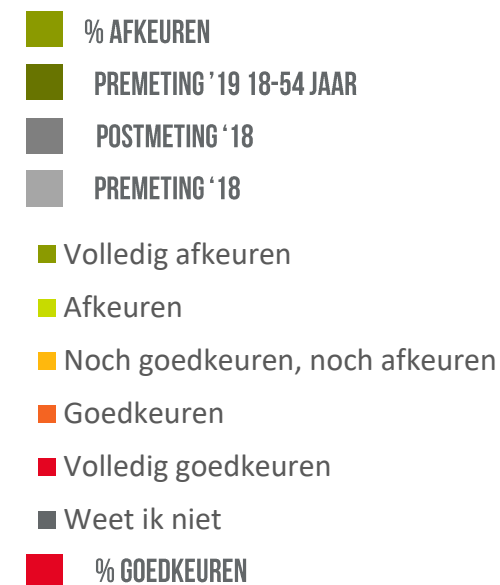 % AFKEUREN
PREMETING ’19 18-54 JAAR
POSTMETING ‘18
PREMETING ‘18
Volledig afkeuren
Afkeuren
Noch goedkeuren, noch afkeuren
Goedkeuren
Volledig goedkeuren
Weet ik niet
% GOEDKEUREN